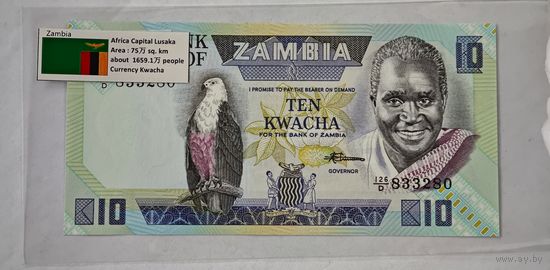 Zambia
Africa Capital Lusaka
Area : 75万 sq. km
about 1659.1万 people
Currency Kwacha
BANK OF ZAMBIA
10
I PROMISE TO PAY THE BEARER ON DEMAND
TEN
KWACHA
FOR THE BANK OF ZAMBIA
GOVERNOR
126/D 833280
D 833280
10
10
www.ay.by